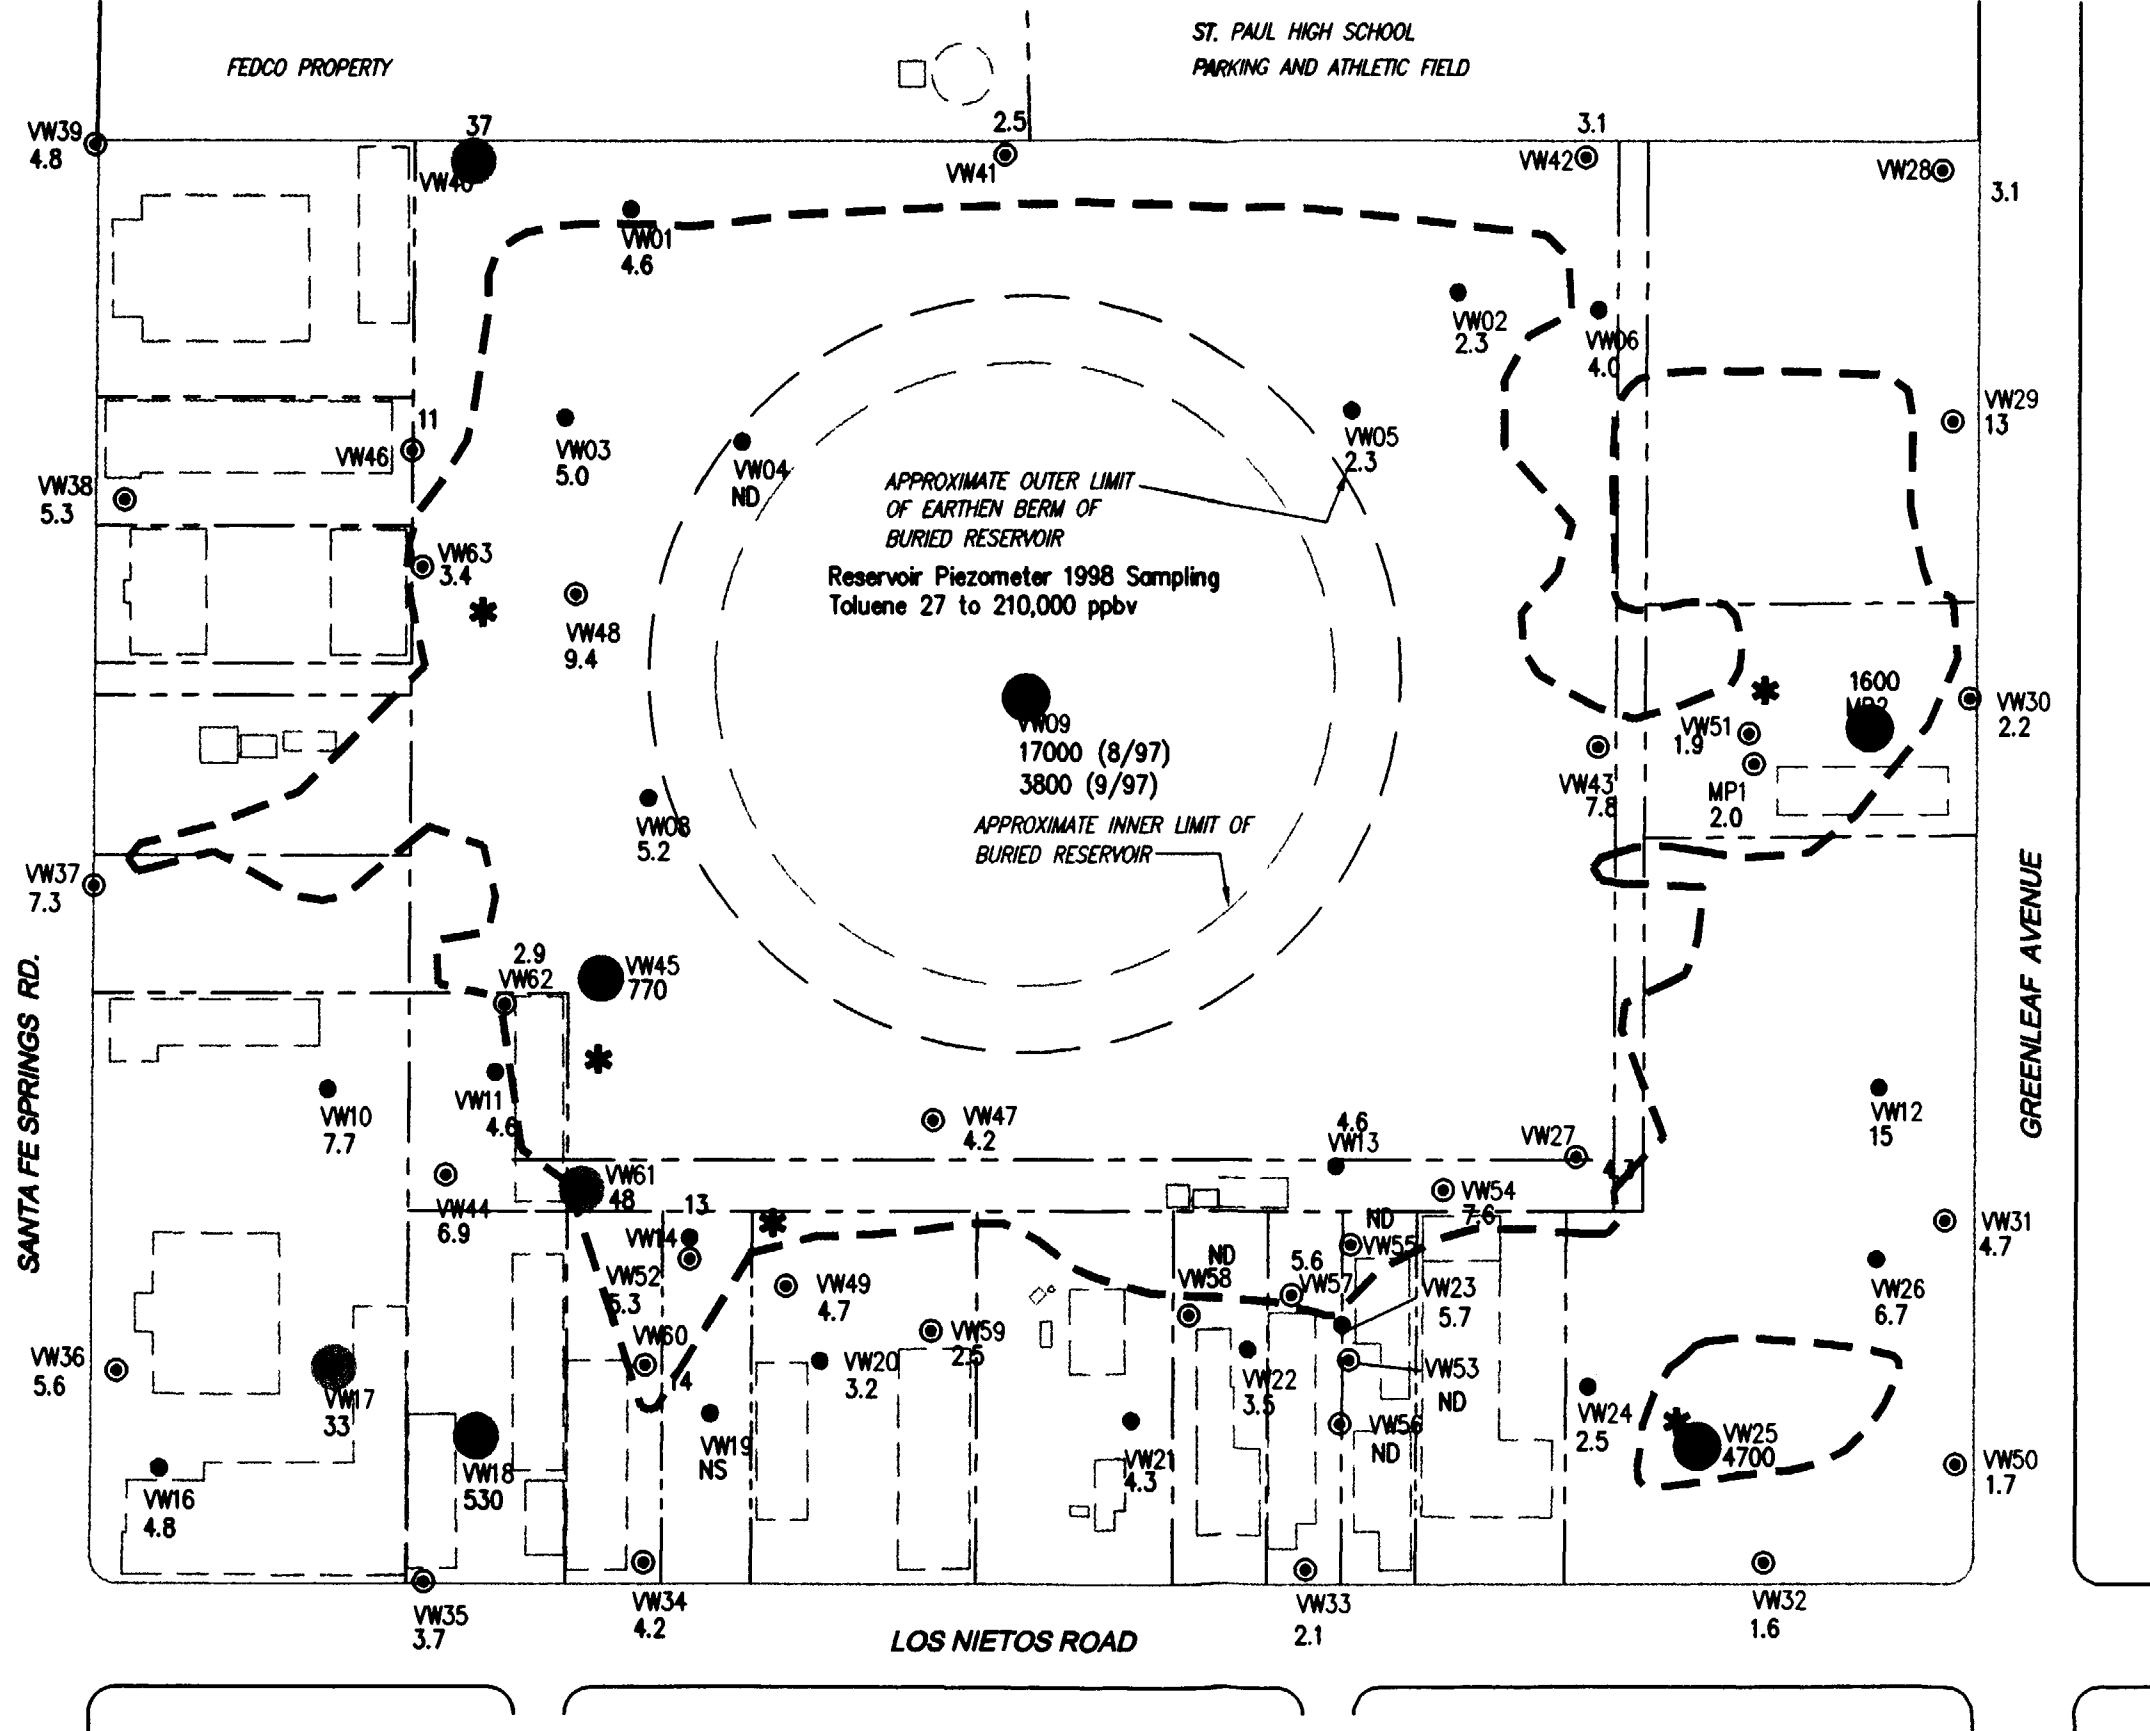 ST. PAUL HIGH SCHOOL
PARKING AND ATHLETIC FIELD
FEDCO PROPERTY
VW39
4.8
37
VW40
2.5
VW41
3.1
VW42
VW28
3.1
VW01
4.6
VW02
2.3
VW06
4.0
VW29
13
11
VW46
VW03
5.0
VW04
ND
VW05
2.3
VW38
5.3
APPROXIMATE OUTER LIMIT
OF EARTHEN BERM OF
BURIED RESERVOIR
VW63
3.4
*
Reservoir Piezometer 1998 Sampling
Toluene 27 to 210,000 ppbv
VW48
9.4
*
1600
MP2
VW30
2.2
VW09
17000 (8/97)
3800 (9/97)
VW51
1.9
VW43
7.8
MP1
2.0
VW08
5.2
APPROXIMATE INNER LIMIT OF
BURIED RESERVOIR
VW37
7.3
2.9
VW62
VW45
770
SANTA FE SPRINGS RD.
GREENLEAF AVENUE
*
VW11
4.6
VW10
7.7
VW47
4.2
4.6
VW13
VW27
4.7
VW12
15
VW44
6.9
VW61
48
13
VW14
*
VW54
7.6
ND
VW55
VW31
4.7
VW52
5.3
VW49
4.7
ND
VW58
5.6
VW57
VW23
5.7
VW26
6.7
VW60
14
VW59
2.5
VW20
3.2
VW22
3.5
VW53
ND
VW36
5.6
VW17
33
VW24
2.5
*
VW25
4700
VW18
530
VW19
NS
VW21
4.3
VW56
ND
VW50
1.7
VW16
4.8
VW35
3.7
VW34
4.2
VW33
2.1
VW32
1.6
LOS NIETOS ROAD